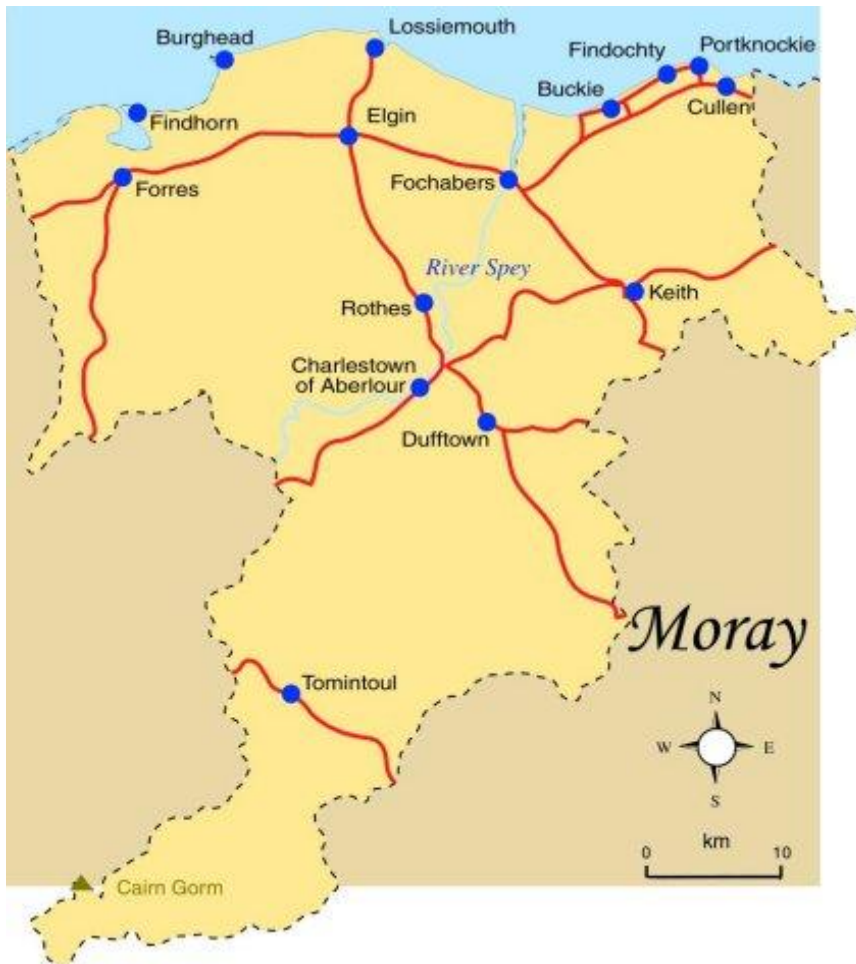 Lossiemouth
Burghead
Portknockie
Findochty
Buckie
Cullen
Findhorn
Elgin
Forres
Fochabers
River Spey
Keith
Rothes
Charlestown
of Aberlour
Dufftown
Moray
Tomintoul
N
W E
S
km
0 10
Cairn Gorm